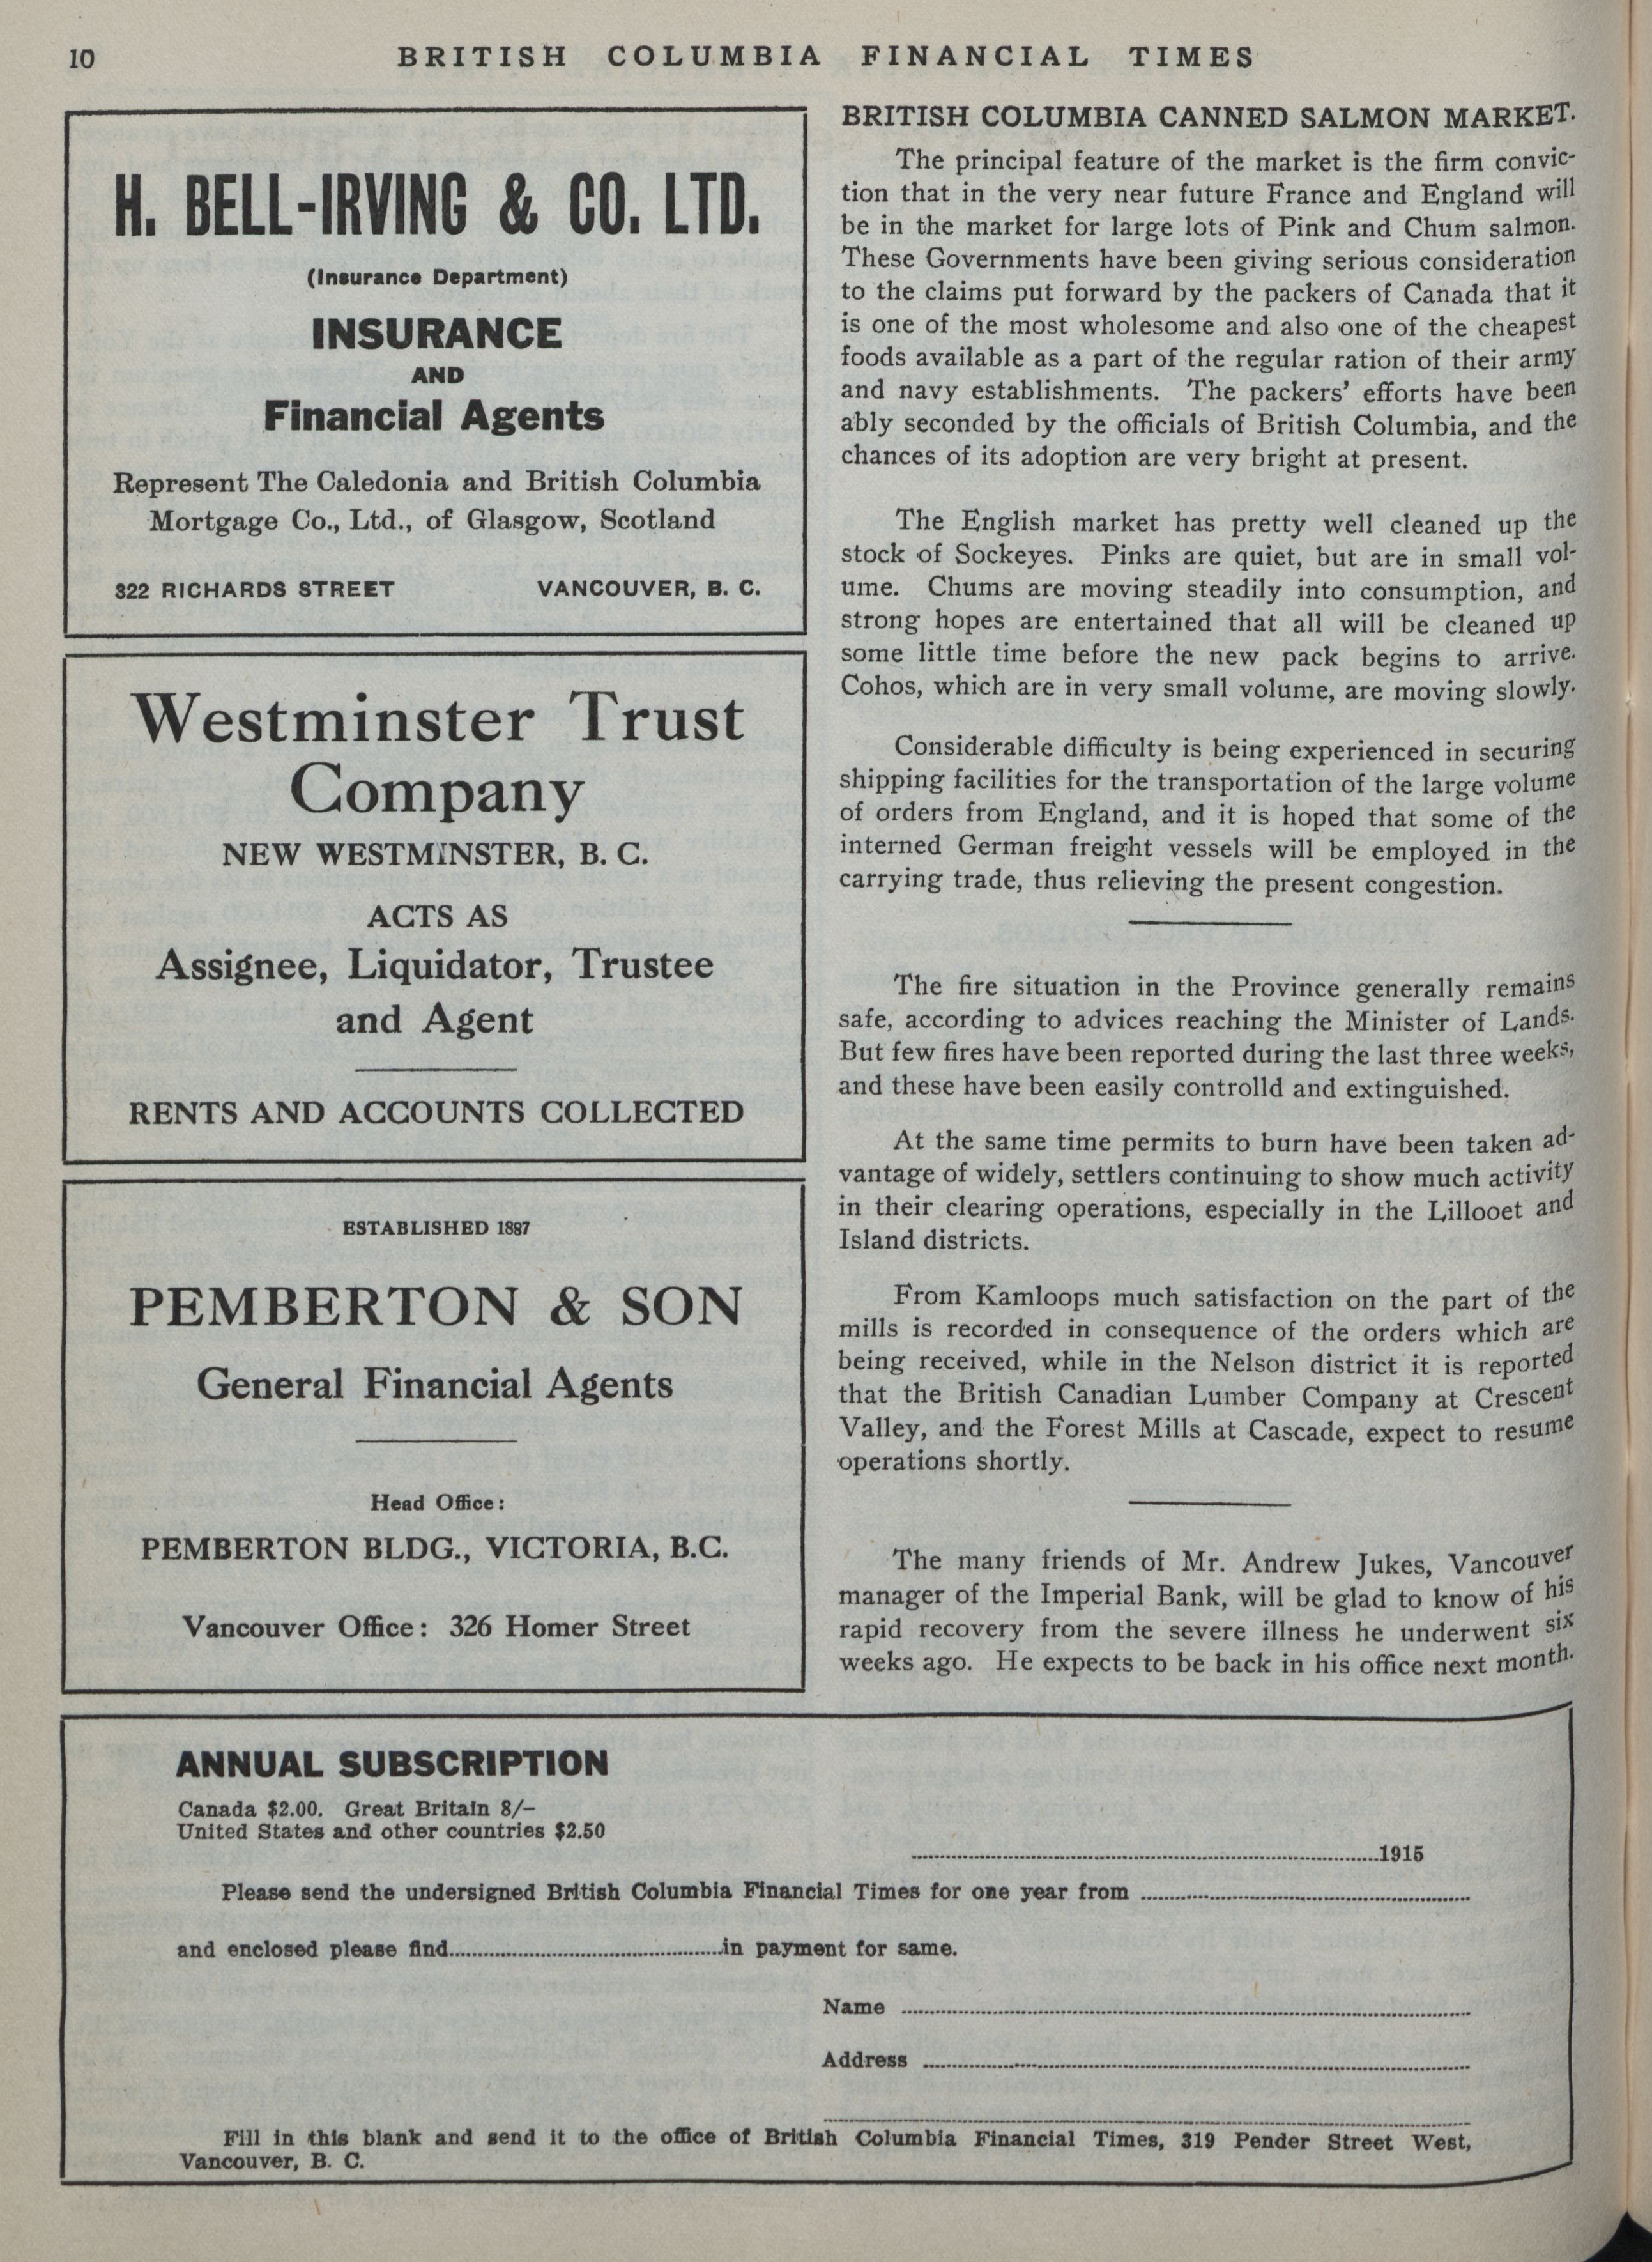 10
BRITISH COLUMBIA FINANCIAL TIMES
H. BELL-IRVING & CO. LTD.
(Insurance Department)
INSURANCE
AND
Financial Agents
Represent The Caledonia and British Columbia
Mortgage Co., Ltd., of Glasgow, Scotland
322 RICHARDS STREET VANCOUVER, B. C.
Westminster Trust
Company
NEW WESTMINSTER, B. C.
ACTS AS
Assignee, Liquidator, Trustee
and Agent
RENTS AND ACCOUNTS COLLECTED
ESTABLISHED 1887
PEMBERTON & SON
General Financial Agents
Head Office:
PEMBERTON BLDG., VICTORIA, B.C.
Vancouver Office: 326 Homer Street
BRITISH COLUMBIA CANNED SALMON MARKET.
The principal feature of the market is the firm convic-
tion that in the very near future France and England will
be in the market for large lots of Pink and Chum salmon.
These Governments have been giving serious consideration
to the claims put forward by the packers of Canada that it
is one of the most wholesome and also one of the cheapest
foods available as a part of the regular ration of their army
and navy establishments. The packers' efforts have been
ably seconded by the officials of British Columbia, and the
chances of its adoption are very bright at present.
The English market has pretty well cleaned up the
stock of Sockeyes. Pinks are quiet, but are in small vol-
ume. Chums are moving steadily into consumption, and
strong hopes are entertained that all will be cleaned up
some little time before the new pack begins to arrive.
Cohos, which are in very small volume, are moving slowly.
Considerable difficulty is being experienced in securing
shipping facilities for the transportation of the large volume
of orders from England, and it is hoped that some of the
interned German freight vessels will be employed in the
carrying trade, thus relieving the present congestion.
The fire situation in the Province generally remains
safe, according to advices reaching the Minister of Lands.
But few fires have been reported during the last three weeks,
and these have been easily controlld and extinguished.
At the same time permits to burn have been taken ad-
vantage of widely, settlers continuing to show much activity
in their clearing operations, especially in the Lillooet and
Island districts.
From Kamloops much satisfaction on the part of the
mills is recorded in consequence of the orders which are
being received, while in the Nelson district it is reported
that the British Canadian Lumber Company at Crescent
Valley, and the Forest Mills at Cascade, expect to resume
operations shortly.
The many friends of Mr. Andrew Jukes, Vancouver
manager of the Imperial Bank, will be glad to know of his
rapid recovery from the severe illness he underwent six
weeks ago. He expects to be back in his office next month.
ANNUAL SUBSCRIPTION
Canada $2.00. Great Britain 8/-
United States and other countries $2.50
1915
Please send the undersigned British Columbia Financial Times for one year from
and enclosed please find in payment for same.
Name
Address
Fill in this blank and send it to the office of British Columbia Financial Times, 319 Pender Street West,
Vancouver, B. C.